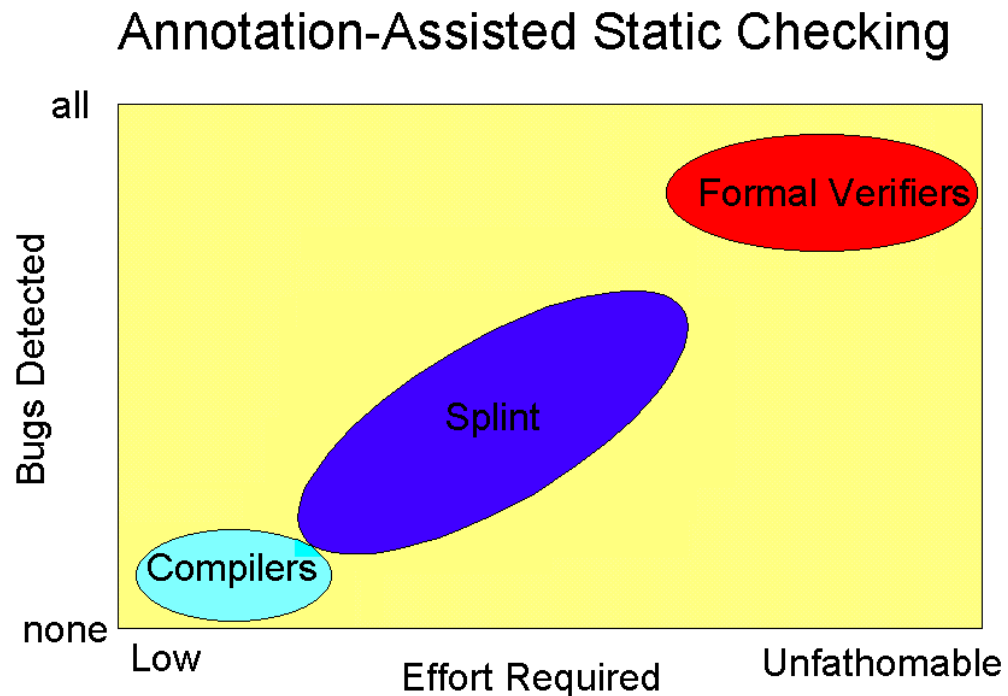 Annotation-Assisted Static Checking
all
Formal Verifiers
Bugs Detected
Splint
Compilers
none
Low
Effort Required
Unfathomable